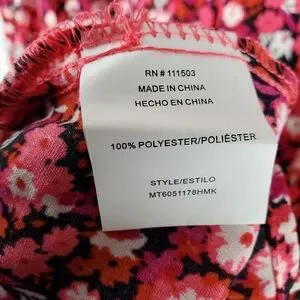 RN # 111503
MADE IN CHINA
HECHO EN CHINA
100% POLYESTER/POLIÉSTER
STYLE/ESTILO
MT6051178HMK